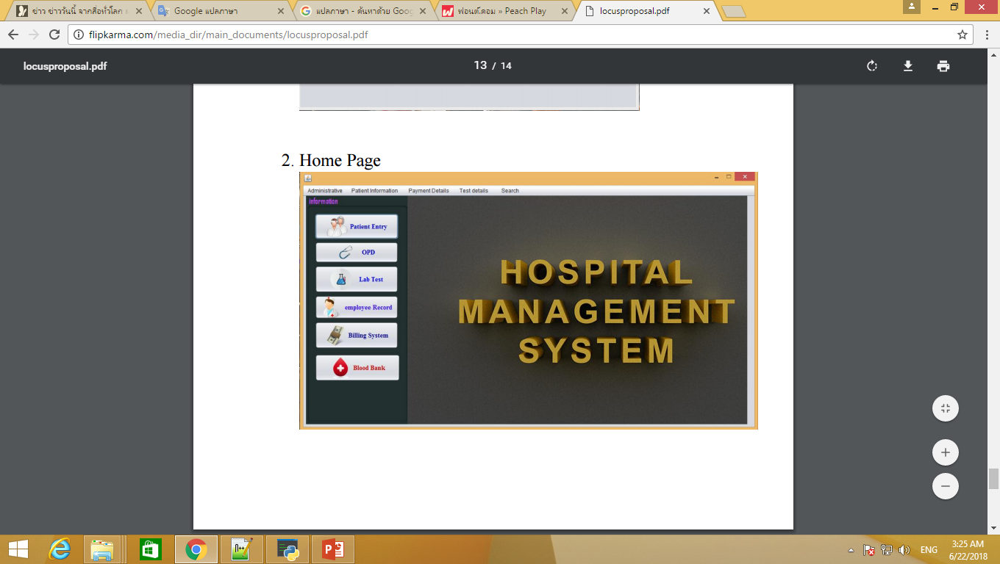 ข่าว ข่าววันนี้ จากสื่อทั่วโลก
Google แปลภาษา
แปลภาษา - ค้นหาด้วย Goog
ฟอนต์.คอม » Peach Play
locusproposal.pdf
flipkarma.com/media_dir/main_documents/locusproposal.pdf
locusproposal.pdf
13 / 14
2. Home Page
Administrative Patient Information Payment Details Test details Search
information
Patient Entry
OPD
Lab Test
employee Record
Billing System
Blood Bank
HOSPITAL
MANAGEMENT
SYSTEM
ENG
3:25 AM
6/22/2018